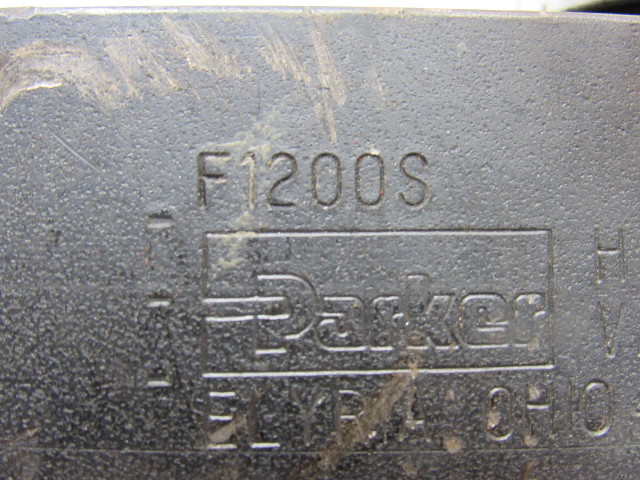 F1200S
Parker
H
V
ELYRIA OHIO